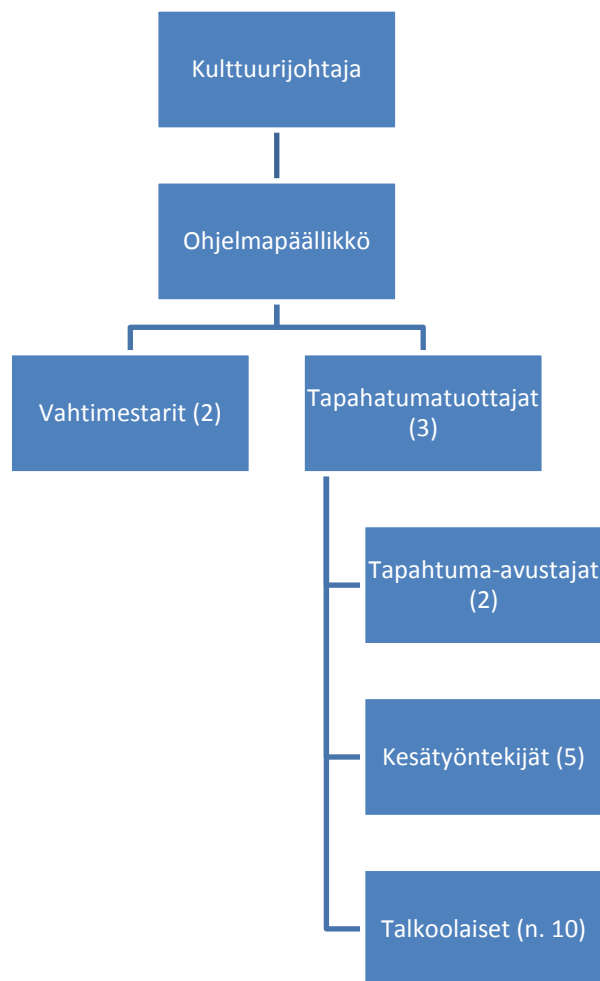 Kulttuurijohtaja
Ohjelmapäällikkö
Vahtimestarit (2)
Tapahatumatuottajat
(3)
Tapahtuma-avustajat
(2)
Kesätyöntekijät (5)
Talkoolaiset (n. 10)